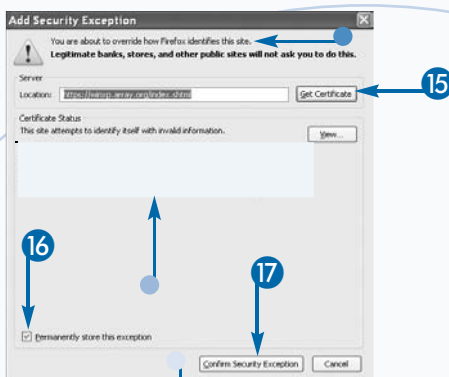 Add Security Exception
You are about to override how Firefox identifies this site.
Legitimate banks, stores, and other public sites will not ask you to do this.
Server
Location:
Get Certificate
15
Certificate Status
This site attempts to identify itself with invalid information.
View...
16
17
Permanently store this exception
Confirm Security Exception
Cancel